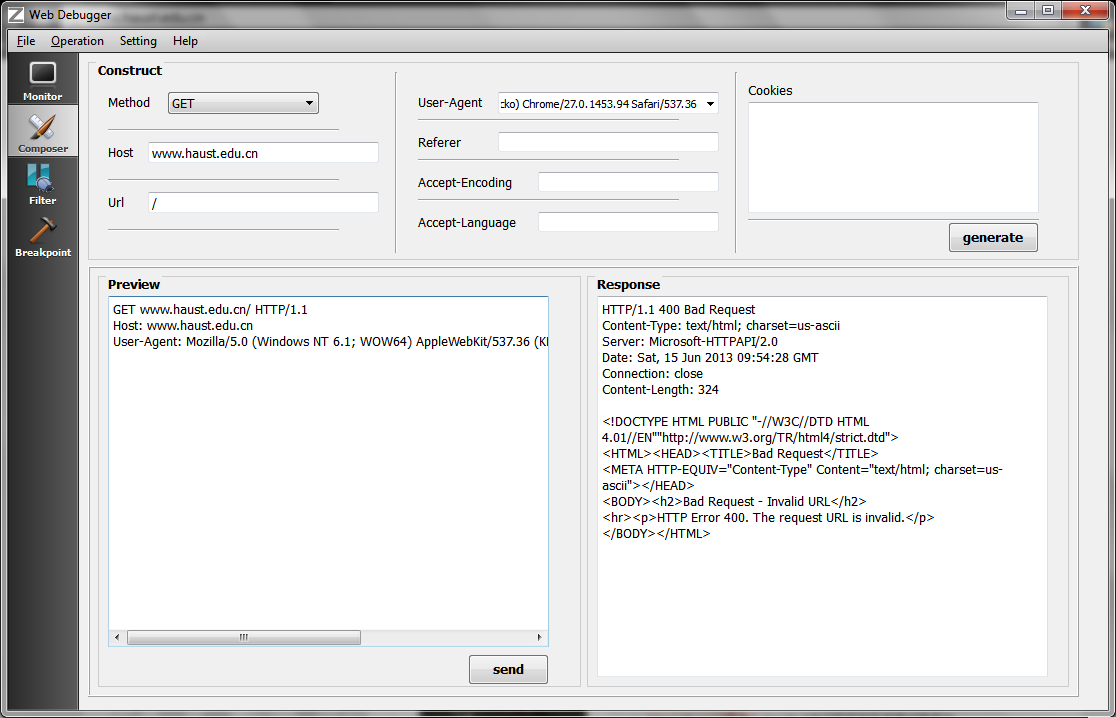 Web Debugger
File Operation Setting Help
Monitor
Composer
Filter
Breakpoint
Construct
Method GET
Host www.haust.edu.cn
Url /
User-Agent cko) Chrome/27.0.1453.94 Safari/537.36
Referer
Accept-Encoding
Accept-Language
Cookies
generate
Preview
GET www.haust.edu.cn/ HTTP/1.1
Host: www.haust.edu.cn
User-Agent: Mozilla/5.0 (Windows NT 6.1; WOW64) AppleWebKit/537.36 (K
send
Response
HTTP/1.1 400 Bad Request
Content-Type: text/html; charset=us-ascii
Server: Microsoft-HTTPAPI/2.0
Date: Sat, 15 Jun 2013 09:54:28 GMT
Connection: close
Content-Length: 324
<!DOCTYPE HTML PUBLIC "-//W3C//DTD HTML
4.01//EN""http://www.w3.org/TR/html4/strict.dtd">
<HTML><HEAD><TITLE>Bad Request</TITLE>
<META HTTP-EQUIV="Content-Type" Content="text/html; charset=us-
ascii"></HEAD>
<BODY><h2>Bad Request - Invalid URL</h2>
<hr><p>HTTP Error 400. The request URL is invalid.</p>
</BODY></HTML>